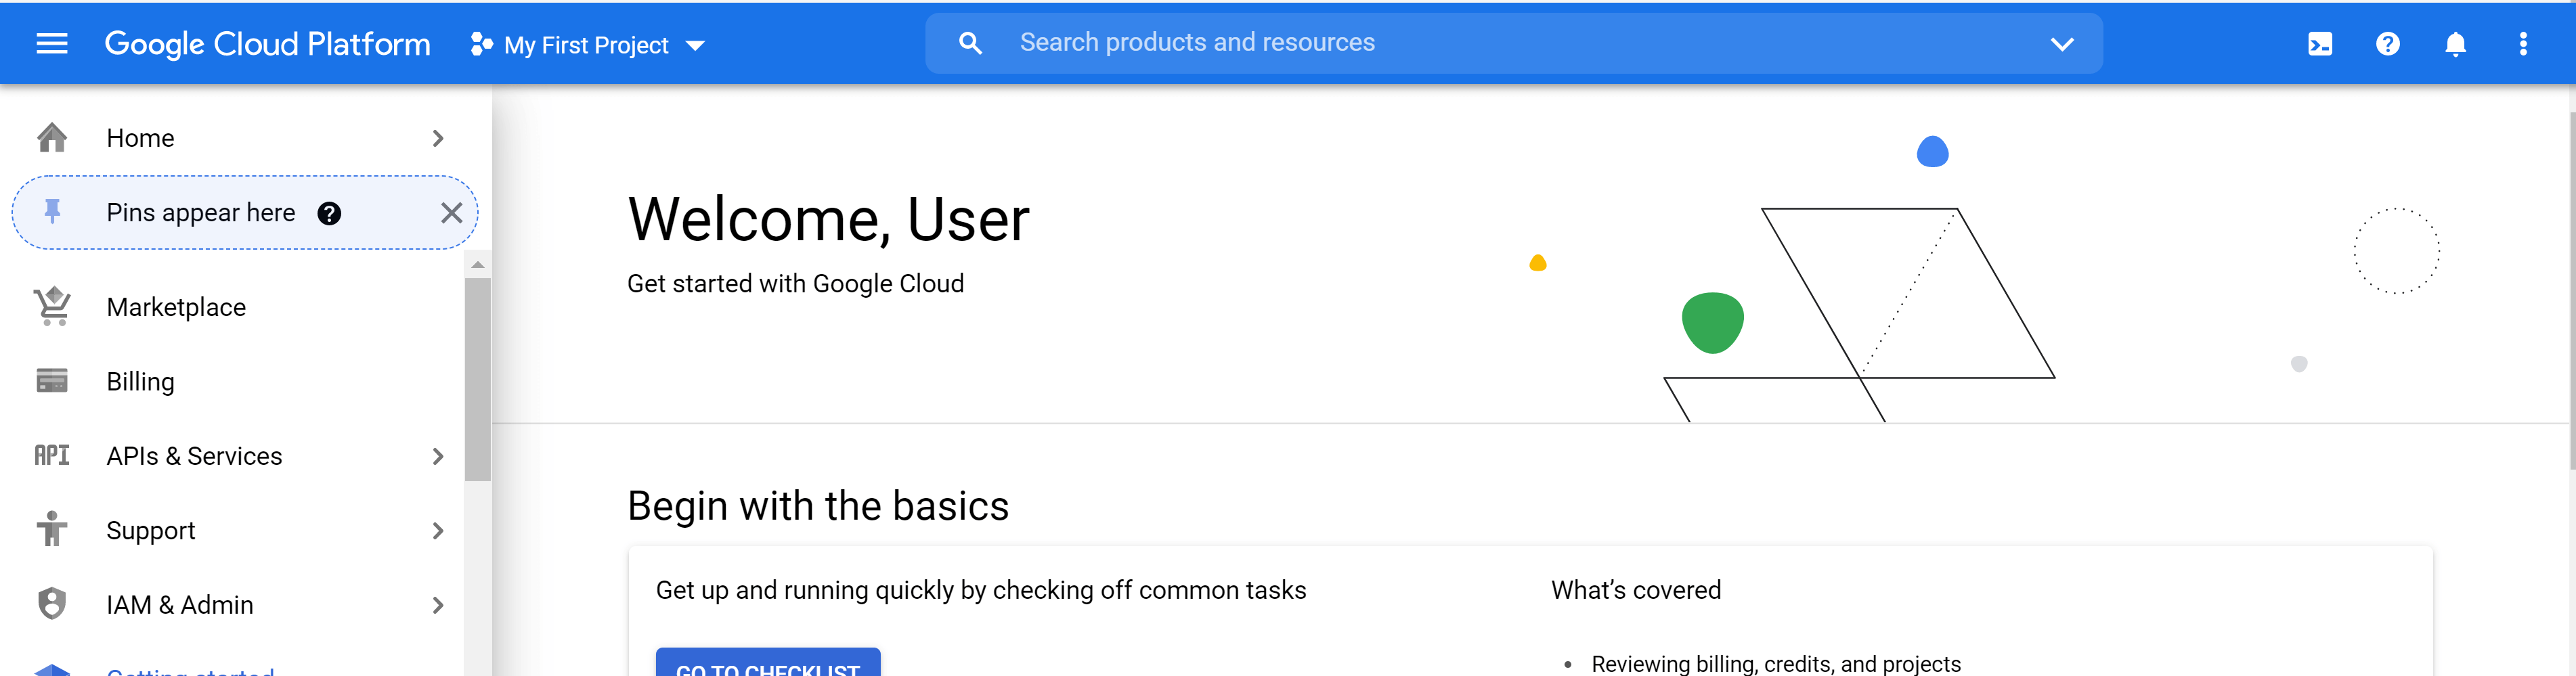 Google Cloud Platform
My First Project
Search products and resources
Home
Pins appear here
Marketplace
Billing
API APIs & Services
Support
IAM & Admin
Getting started
Welcome, User
Get started with Google Cloud
Begin with the basics
Get up and running quickly by checking off common tasks
GO TO CHECKLIST
What’s covered
• Reviewing billing, credits, and projects